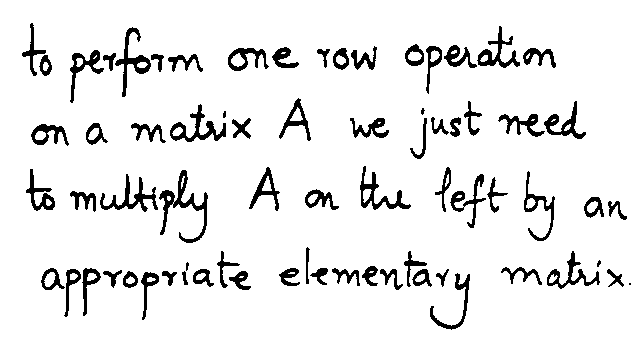 to perform one row operation
on a matrix A we just need
to multiply A on the left by an
appropriate elementary matrix.